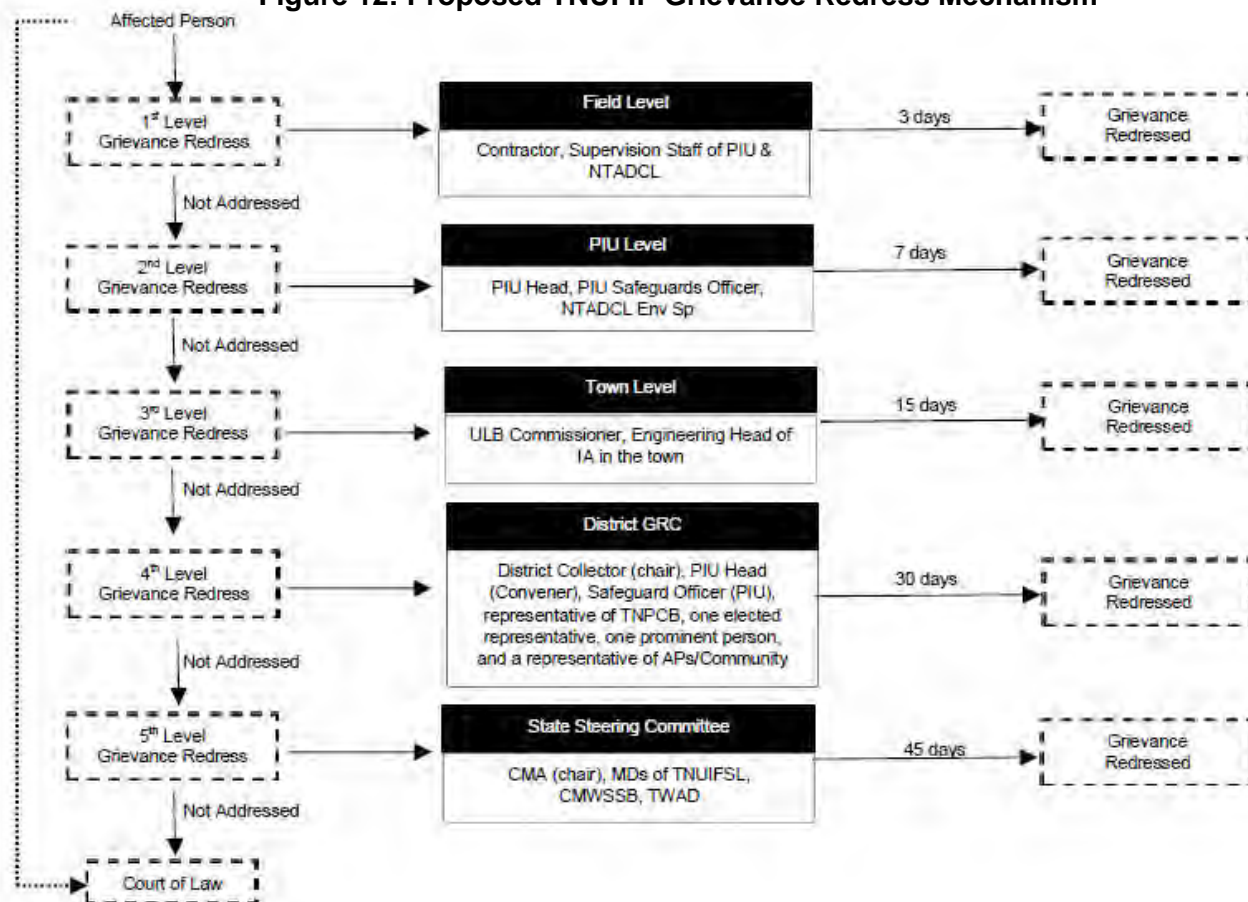 Figure 12: Proposed TNUFIP Grievance Redress Mechanism
Affected Person
1st Level
Grievance Redress
Field Level
Contractor, Supervision Staff of PIU &
NTADCL
3 days
Grievance
Redressed
Not Addressed
2nd Level
Grievance Redress
PIU Level
PIU Head, PIU Safeguards Officer,
NTADCL Env Sp
7 days
Grievance
Redressed
Not Addressed
3rd Level
Grievance Redress
Town Level
ULB Commissioner, Engineering Head of
IA in the town
15 days
Grievance
Redressed
Not Addressed
4th Level
Grievance Redress
District GRC
District Collector (chair), PIU Head
(Convener), Safeguard Officer (PIU),
representative of TNPCB, one elected
representative, one prominent person,
and a representative of APs/Community
30 days
Grievance
Redressed
Not Addressed
5th Level
Grievance Redress
State Steering Committee
CMA (chair), MDs of TNUIFSL,
CMWSSB, TWAD
45 days
Grievance
Redressed
Not Addressed
Court of Law